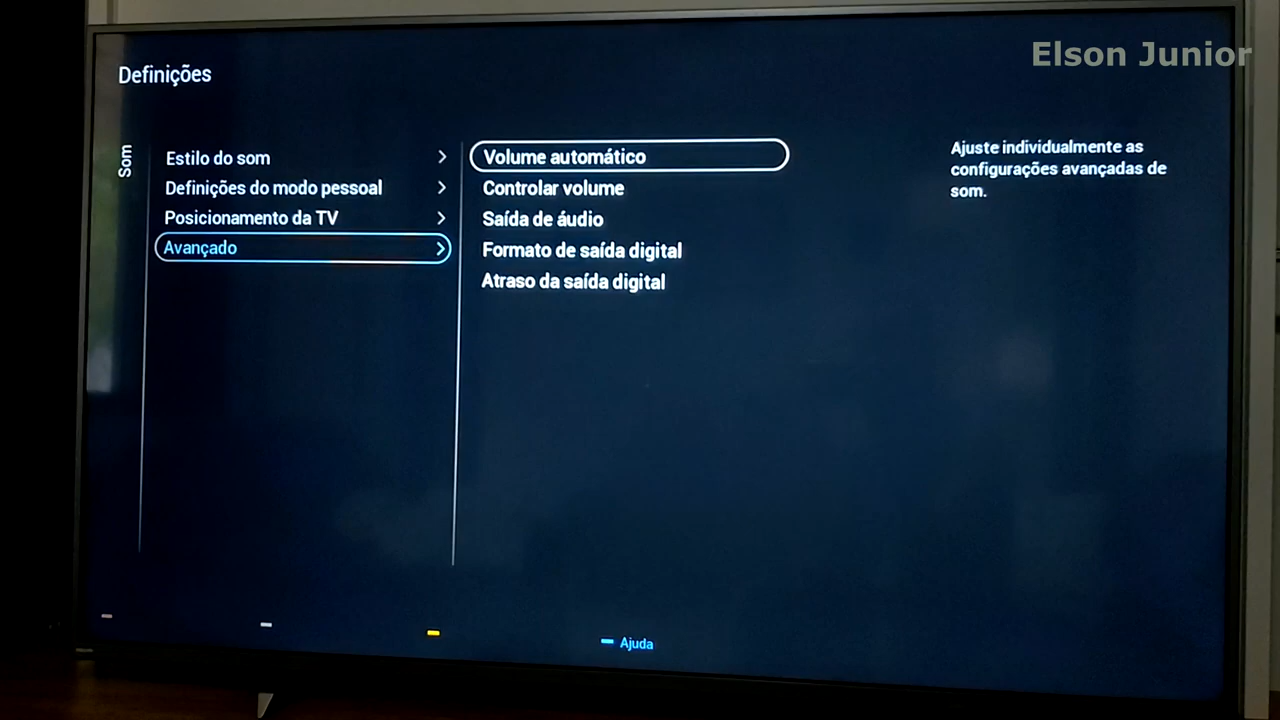 Elson Junior
Definições
Som
Estilo do som
Definições do modo pessoal
Posicionamento da TV
Avançado
Volume automático
Controlar volume
Saída de áudio
Formato de saída digital
Atraso da saída digital
Ajuste individualmente as
configurações avançadas de
som.
Ajuda